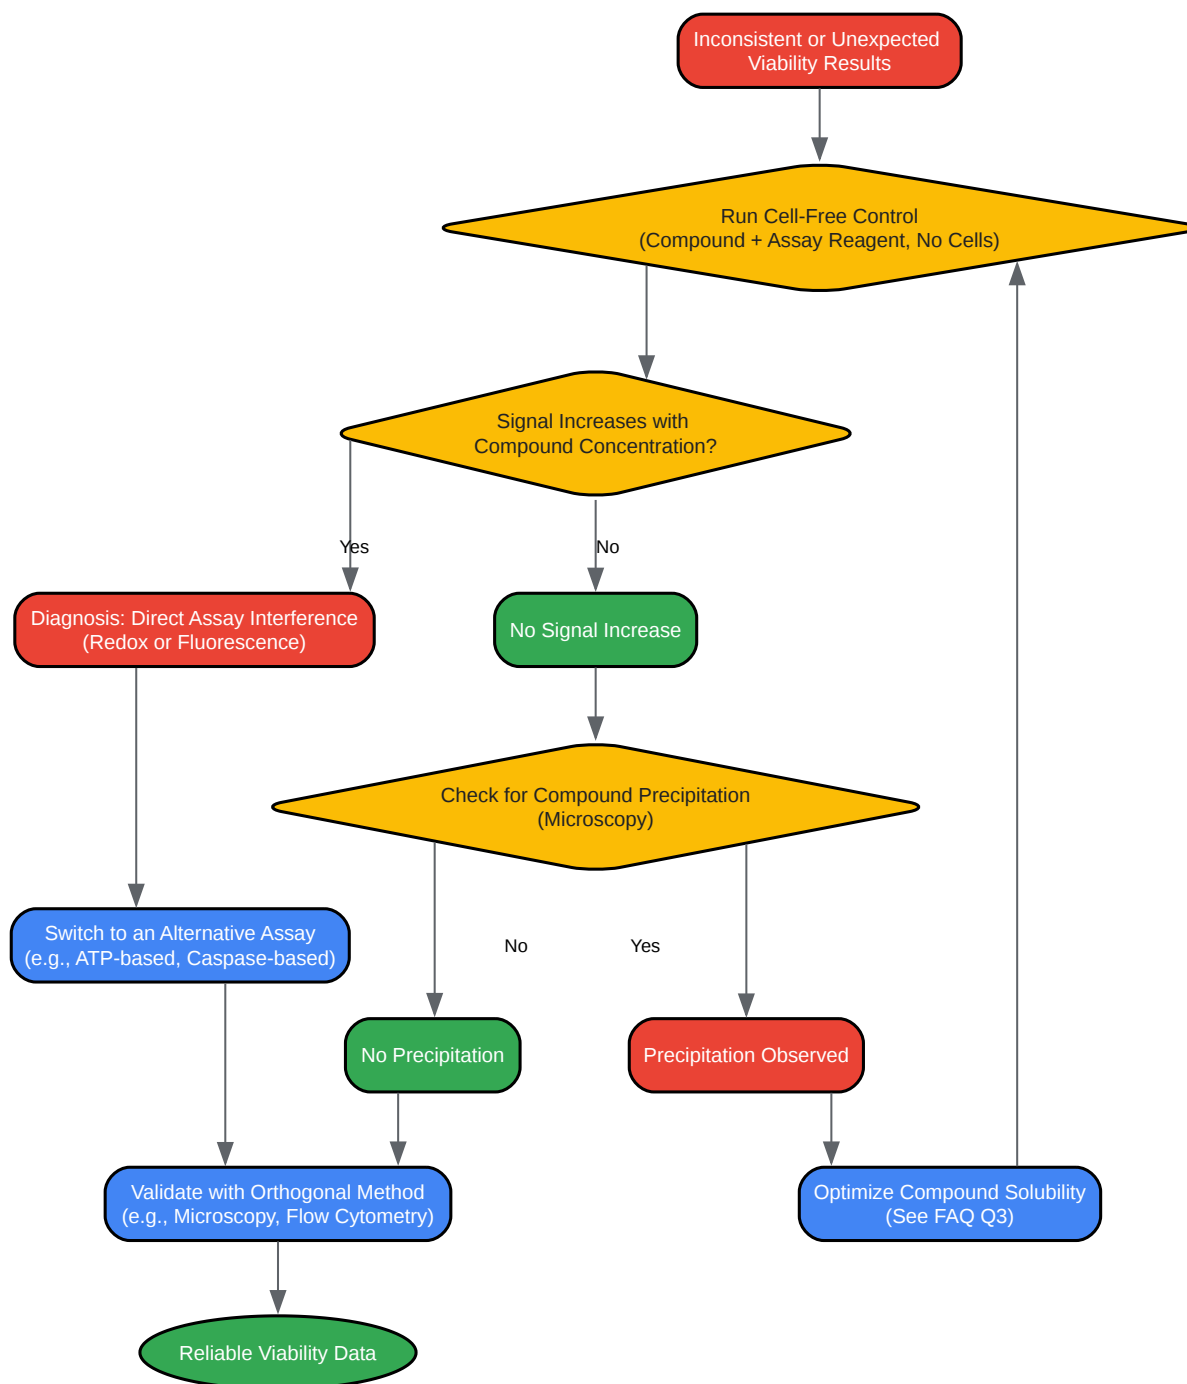 Inconsistent or Unexpected
Viability Results
Run Cell-Free Control
(Compound + Assay Reagent, No Cells)
Signal Increases with
Compound Concentration?
Yes
No
Diagnosis: Direct Assay Interference
(Redox or Fluorescence)
No Signal Increase
Check for Compound Precipitation
(Microscopy)
Switch to an Alternative Assay
(e.g., ATP-based, Caspase-based)
No
Yes
No Precipitation
Precipitation Observed
Validate with Orthogonal Method
(e.g., Microscopy, Flow Cytometry)
Optimize Compound Solubility
(See FAQ Q3)
Reliable Viability Data